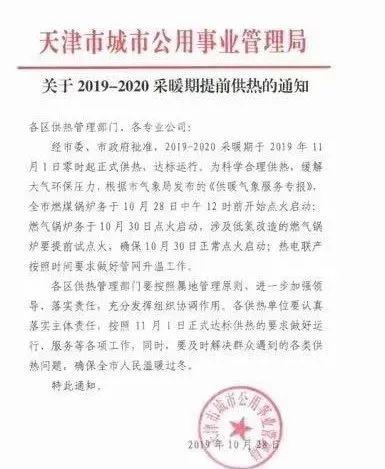 天津市城市公用事业管理局
关于 2019-2020 采暖期提前供热的通知
各区供热管理部门、各专业公司:
经市委、市政府批准, 2019-2020 采暖期于 2019 年 11
月 1 日零时起正式供热, 达标运行。为科学合理供热, 缓解
大气环保压力, 根据市气象局发布的《供暖气象服务专报》,
全市燃煤锅炉务于 10 月 28 日中午 12 时前开始点火启动;
燃气锅炉务于 10 月 30 日点火启动, 涉及低氮改造的燃气锅
炉要提前试点火, 确保 10 月 30 日正常点火启动; 热电联产
按照时间要求做好管网升温工作。
各区供热管理部门要按照属地管理原则、进一步加强领
导、落实责任, 充分发挥组织协调作用。各供热单位要认真
落实主体责任, 按照 11 月 1 日正式达标供热的要求做好运
行、服务等各项工作, 同时, 要及时解决群众遇到的各类供
热问题, 确保全市人民温暖过冬。
特此通知。
天津市城市公用事业管理局
2019 年 10 月 28 日